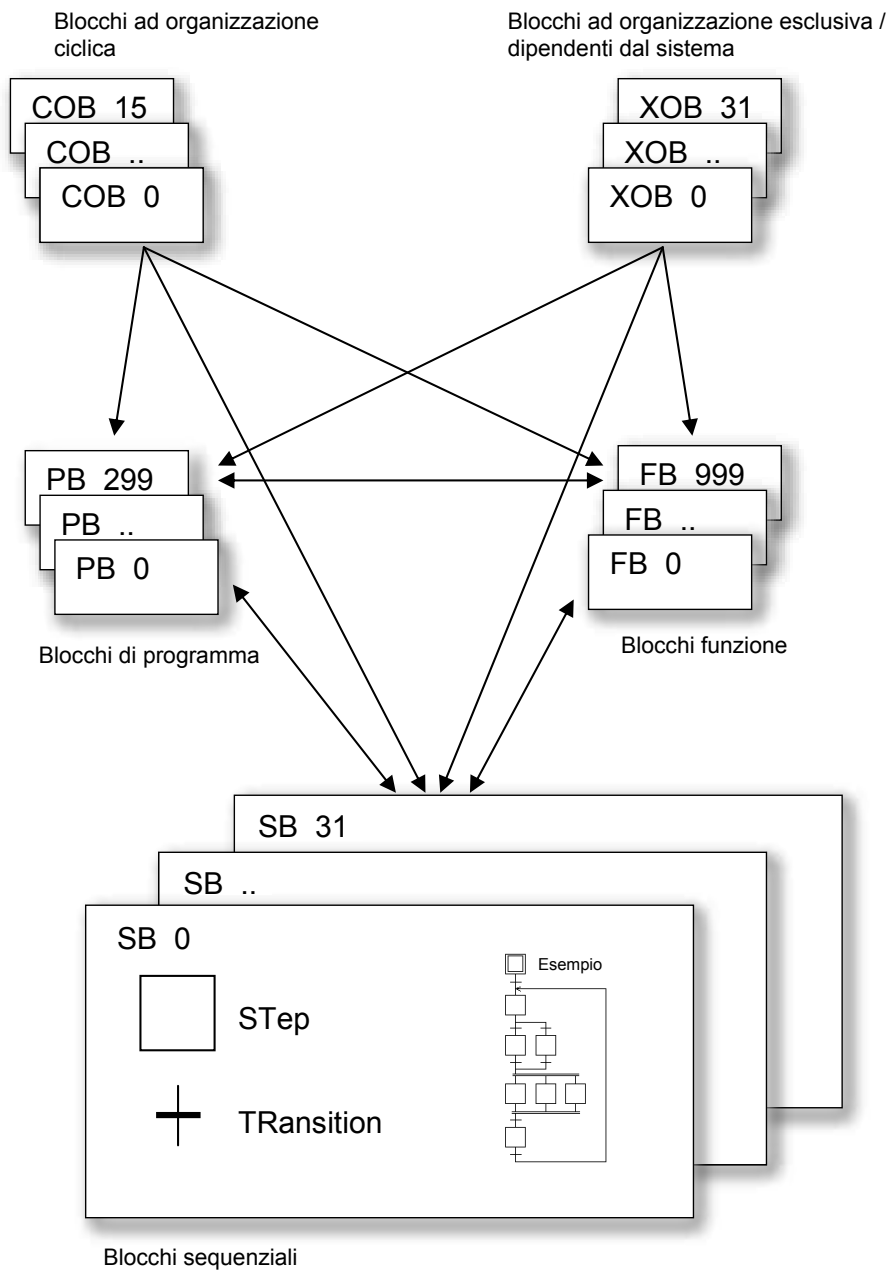 Blocchi ad organizzazione
ciclica
Blocchi ad organizzazione esclusiva /
dipendenti dal sistema
COB 15
COB ..
COB 0
XOB 31
XOB ..
XOB 0
PB 299
PB ..
PB 0
Blocchi di programma
FB 999
FB ..
FB 0
Blocchi funzione
SB 31
SB ..
SB 0
STep
TRansition
Esempio
Blocchi sequenziali